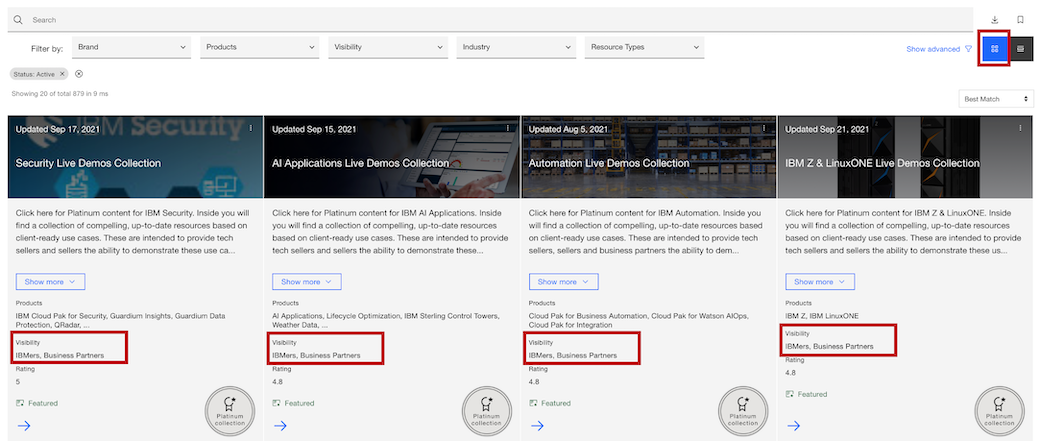 Search
Filter by:
Brand
Products
Visibility
Industry
Resource Types
Show advanced
Status: Active
Showing 20 of total 879 in 9 ms
Best Match
IBM Security
Updated Sep 17, 2021
Security Live Demos Collection
Click here for Platinum content for IBM Security. Inside you
will find a collection of compelling, up-to-date resources
based on client-ready use cases. These are intended to provide
tech sellers and sellers the ability to demonstrate these use ca...
Show more
Products
IBM Cloud Pak for Security, Guardium Insights, Guardium Data
Protection, QRadar, ...
Visibility
IBMers, Business Partners
Rating
5
Featured
Platinum
collection
Updated Sep 15, 2021
AI Applications Live Demos Collection
Click here for Platinum content for IBM AI Applications. Inside
you will find a collection of compelling, up-to-date resources
based on client-ready use cases. These are intended to provide
tech sellers and sellers the ability to demonstrate these...
Show more
Products
AI Applications, Lifecycle Optimization, IBM Sterling Control Towers,
Weather Data, ...
Visibility
IBMers, Business Partners
Rating
4.8
Featured
Platinum
collection
Updated Aug 5, 2021
Automation Live Demos Collection
Click here for Platinum content for IBM Automation. Inside you
will find a collection of compelling, up-to-date resources based
on client-ready use cases. These are intended to provide tech
sellers, sellers and business partners the ability to dem...
Show more
Products
Cloud Pak for Business Automation, Cloud Pak for Watson AIOps,
Cloud Pak for Integration
Visibility
IBMers, Business Partners
Rating
4.8
Featured
Platinum
collection
Updated Sep 21, 2021
IBM Z & LinuxONE Live Demos Collection
Click here for Platinum content for IBM Z & LinuxONE. Inside
you will find a collection of compelling, up-to-date resources
based on client-ready use cases. These are intended to provide
tech sellers and sellers the ability to demonstrate these us...
Show more
Products
IBM Z, IBM LinuxONE
Visibility
IBMers, Business Partners
Rating
4.8
Featured
Platinum
collection